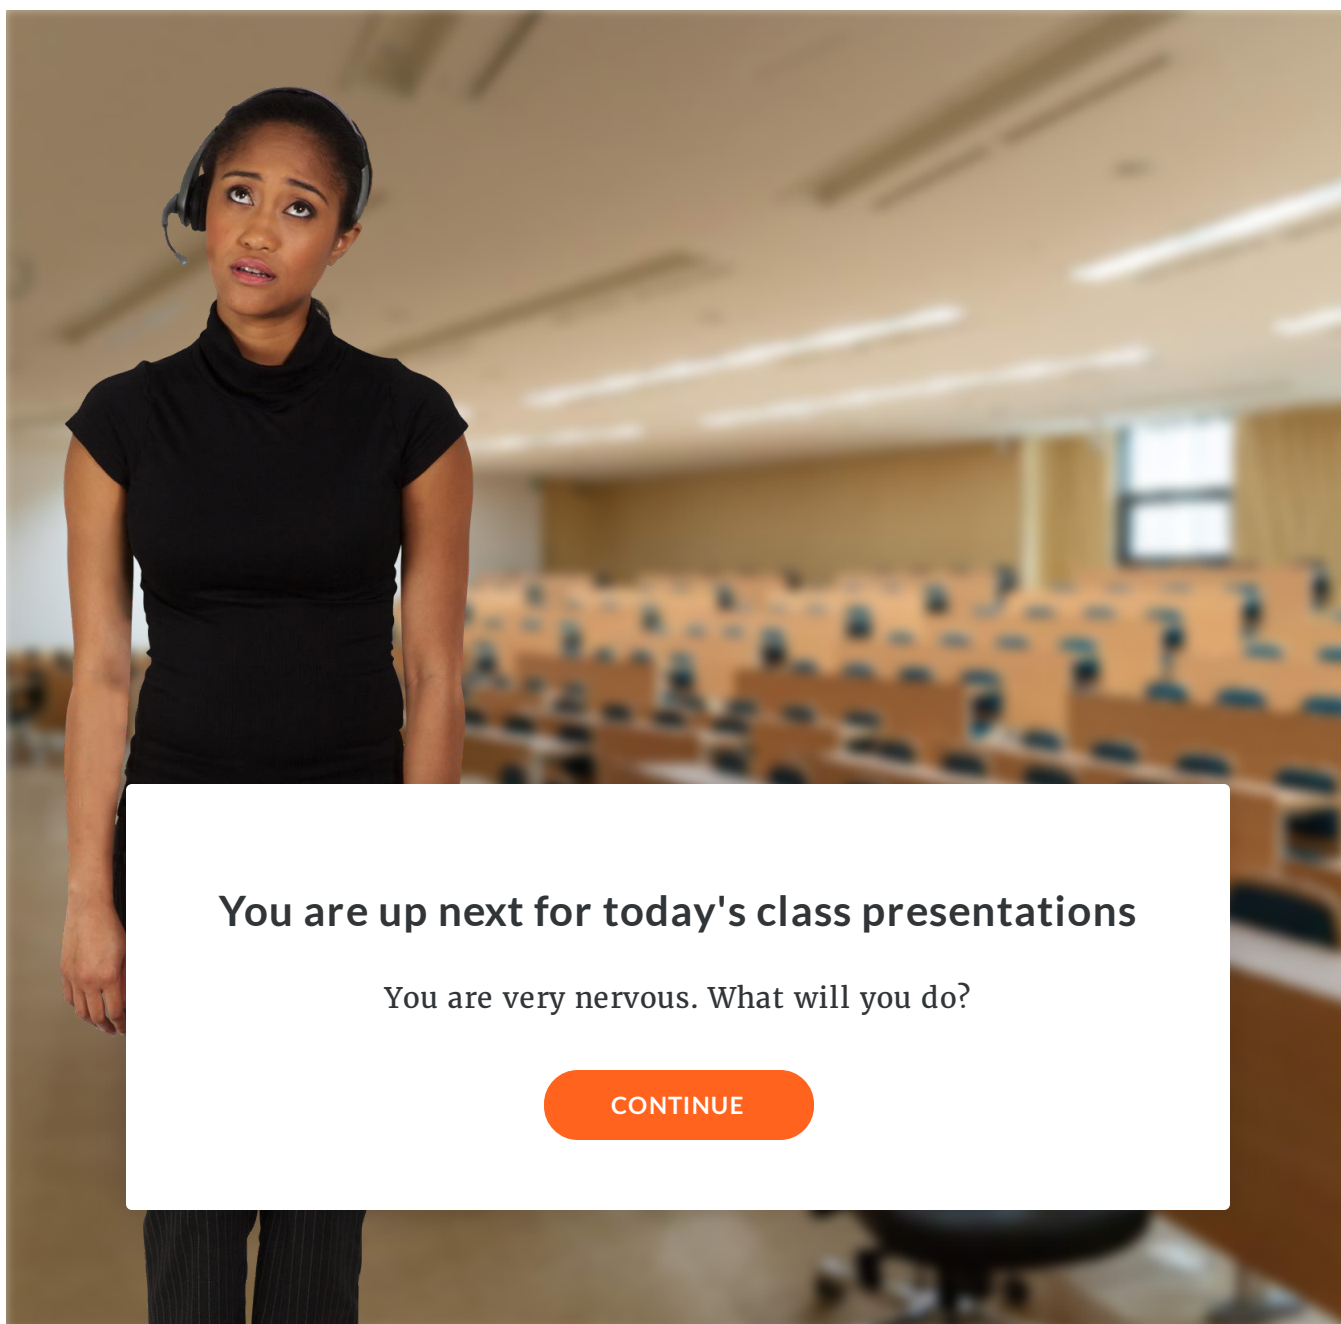 You are up next for today's class presentations
You are very nervous. What will you do?
CONTINUE